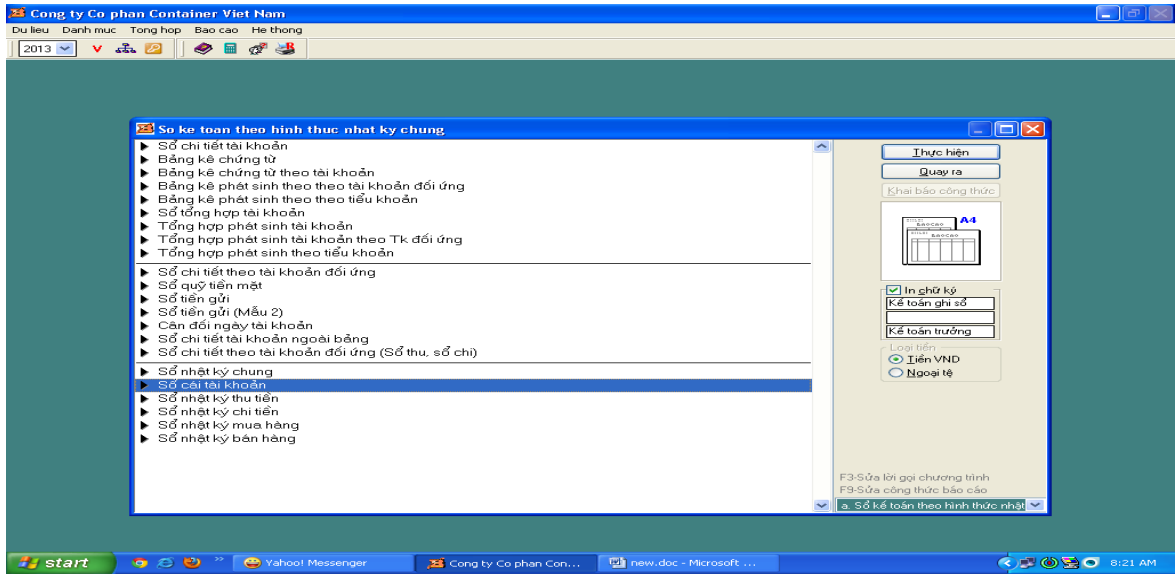 Cong ty Co phan Container Viet Nam
Du lieu Danh muc Tong hop Bao cao He thong
2013
So ke toan theo hinh thuc nhat ky chung
Sổ chi tiết tài khoản
Bảng kê chứng từ
Bảng kê chứng từ theo tài khoản
Bảng kê phát sinh theo theo tài khoản đối ứng
Bảng kê phát sinh theo theo tiểu khoản
Sổ tổng hợp tài khoản
Tổng hợp phát sinh tài khoản
Tổng hợp phát sinh tài khoản theo Tk đối ứng
Tổng hợp phát sinh theo tiểu khoản
Sổ chi tiết theo tài khoản đối ứng
Sổ quỹ tiền mặt
Sổ tiền gửi
Sổ tiền gửi (Mẫu 2)
Cân đối ngày tài khoản
Sổ chi tiết tài khoản ngoài bảng
Sổ chi tiết theo tài khoản đối ứng (Sổ thu, sổ chi)
Sổ nhật ký chung
Sổ cái tài khoản
Sổ nhật ký thu tiền
Sổ nhật ký chi tiền
Sổ nhật ký mua hàng
Sổ nhật ký bán hàng
Thực hiện
Quay ra
Khai báo công thức
A4
BAOCAO
BAOCAO
In chữ ký
Kế toán ghi sổ
Kế toán trưởng
Loại tiền
Tiền VND
Ngoại tệ
F3-Sửa lời gọi chương trình
F9-Sửa công thức báo cáo
a. Sổ kế toán theo hình thức nhật
start
Yahoo! Messenger
Cong ty Co phan Con...
new.doc - Microsoft ...
8:21 AM